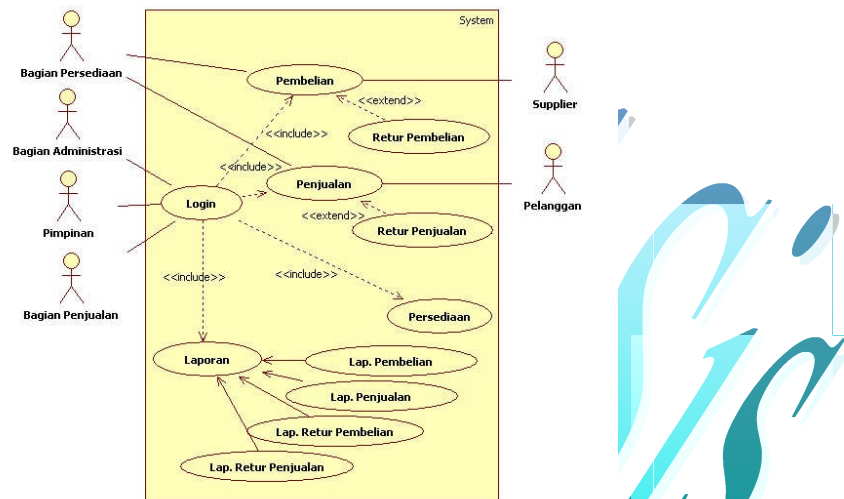 System
Bagian Persediaan
Pembelian
Supplier
<<extend>>
Retur Pembelian
<<include>>
Bagian Administrasi
<<include>>
Penjualan
Pelanggan
Login
<<extend>>
Retur Penjualan
Pimpinan
<<include>>
<<include>>
Bagian Penjualan
Persediaan
Laporan
Lap. Pembelian
Lap. Penjualan
Lap. Retur Pembelian
Lap. Retur Penjualan